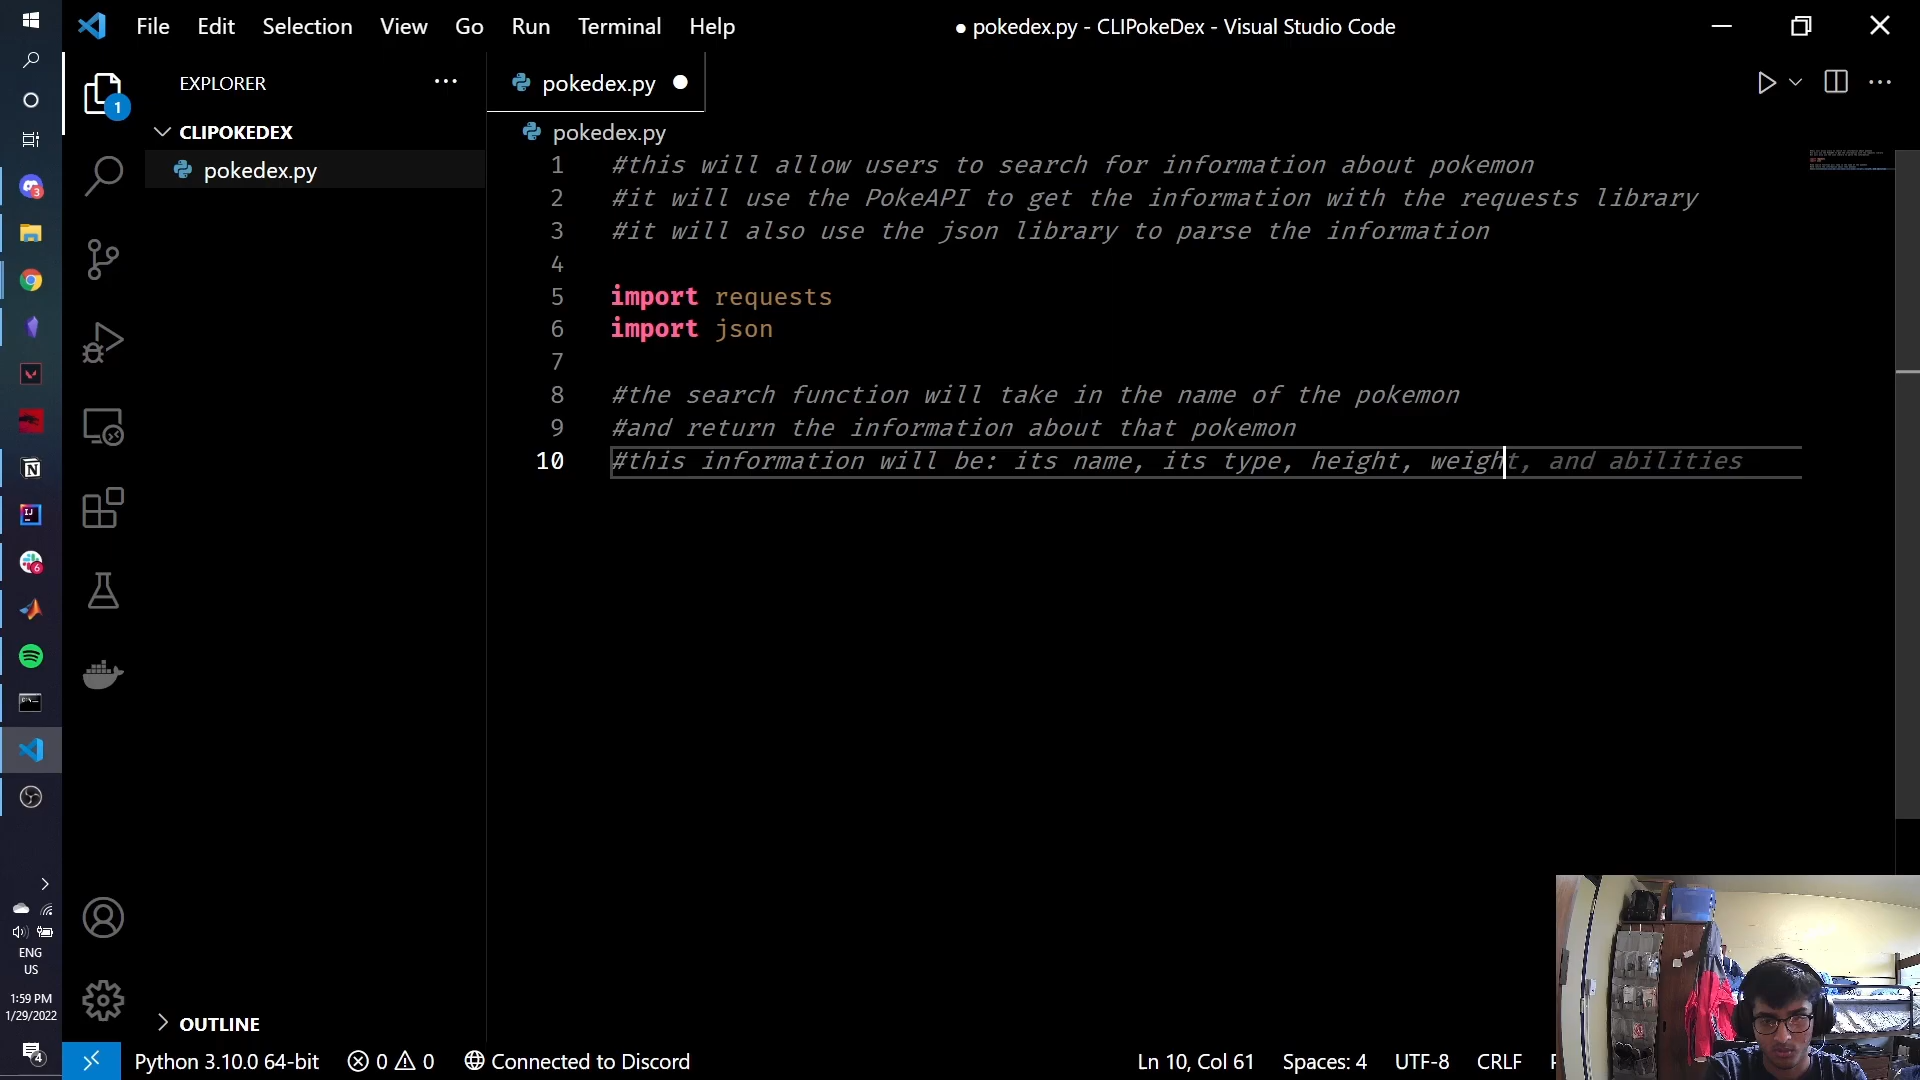 File Edit Selection View Go Run Terminal Help
● pokedex.py - CLIPokeDex - Visual Studio Code
EXPLORER
pokedex.py
1
CLIPOKEDEX
pokedex.py
pokedex.py
1 #this will allow users to search for information about pokemon
2 #it will use the PokeAPI to get the information with the requests library
3 #it will also use the json library to parse the information
4
5 import requests
6 import json
7
8 #the search function will take in the name of the pokemon
9 #and return the information about that pokemon
10 #this information will be: its name, its type, height, weight, and abilities
3
N
IJ
6
ENG
US
1:59 PM
1/29/2022
4
OUTLINE
Python 3.10.0 64-bit 0 0 Connected to Discord
Ln 10, Col 61 Spaces: 4 UTF-8 CRLF